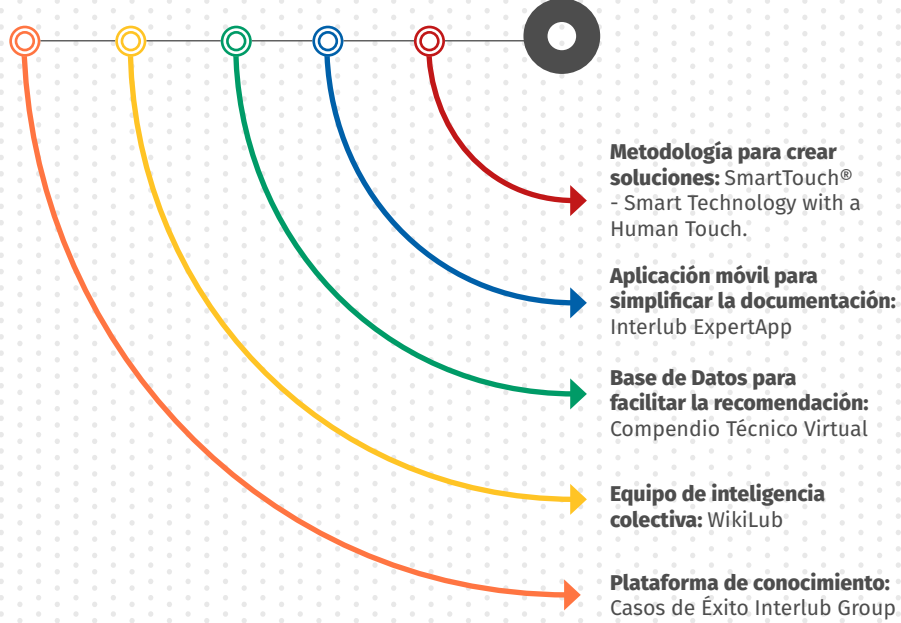 Metodología para crear
soluciones: SmartTouch®
- Smart Technology with a
Human Touch.
Aplicación móvil para
simplificar la documentación:
Interlub ExpertApp
Base de Datos para
facilitar la recomendación:
Compendio Técnico Virtual
Equipo de inteligencia
colectiva: WikiLub
Plataforma de conocimiento:
Casos de Éxito Interlub Group